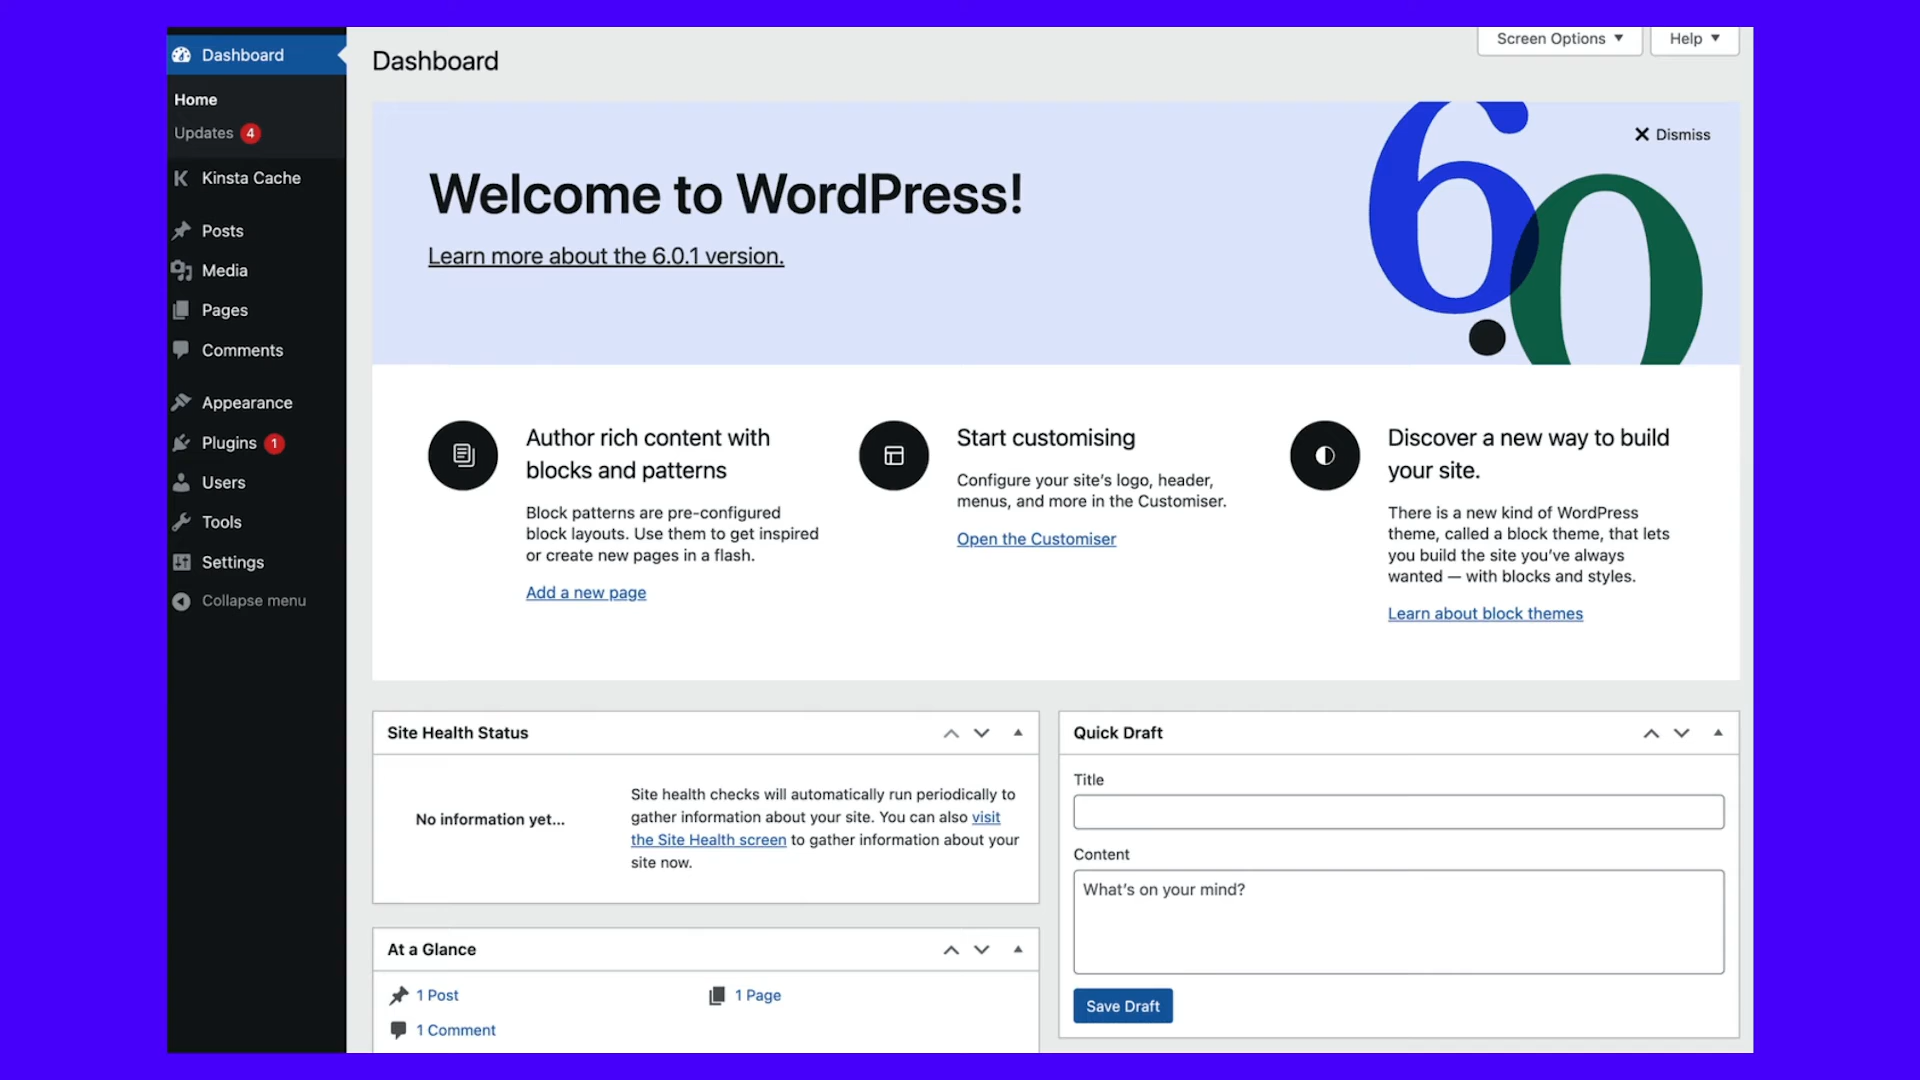 Dashboard
Home
Updates 4
Kinsta Cache
Posts
Media
Pages
Comments
Appearance
Plugins 1
Users
Tools
Settings
Collapse menu
Dashboard
Screen Options
Help
Dismiss
Welcome to WordPress!
Learn more about the 6.0.1 version.
6.0
Author rich content with
blocks and patterns
Block patterns are pre-configured
block layouts. Use them to get inspired
or create new pages in a flash.
Add a new page
Start customising
Configure your site's logo, header,
menus, and more in the Customiser.
Open the Customiser
Discover a new way to build
your site.
There is a new kind of WordPress
theme, called a block theme, that lets
you build the site you've always
wanted — with blocks and styles.
Learn about block themes
Site Health Status
No information yet...
Site health checks will automatically run periodically to
gather information about your site. You can also visit
the Site Health screen to gather information about your
site now.
At a Glance
1 Post
1 Page
1 Comment
Quick Draft
Title
Content
What's on your mind?
Save Draft